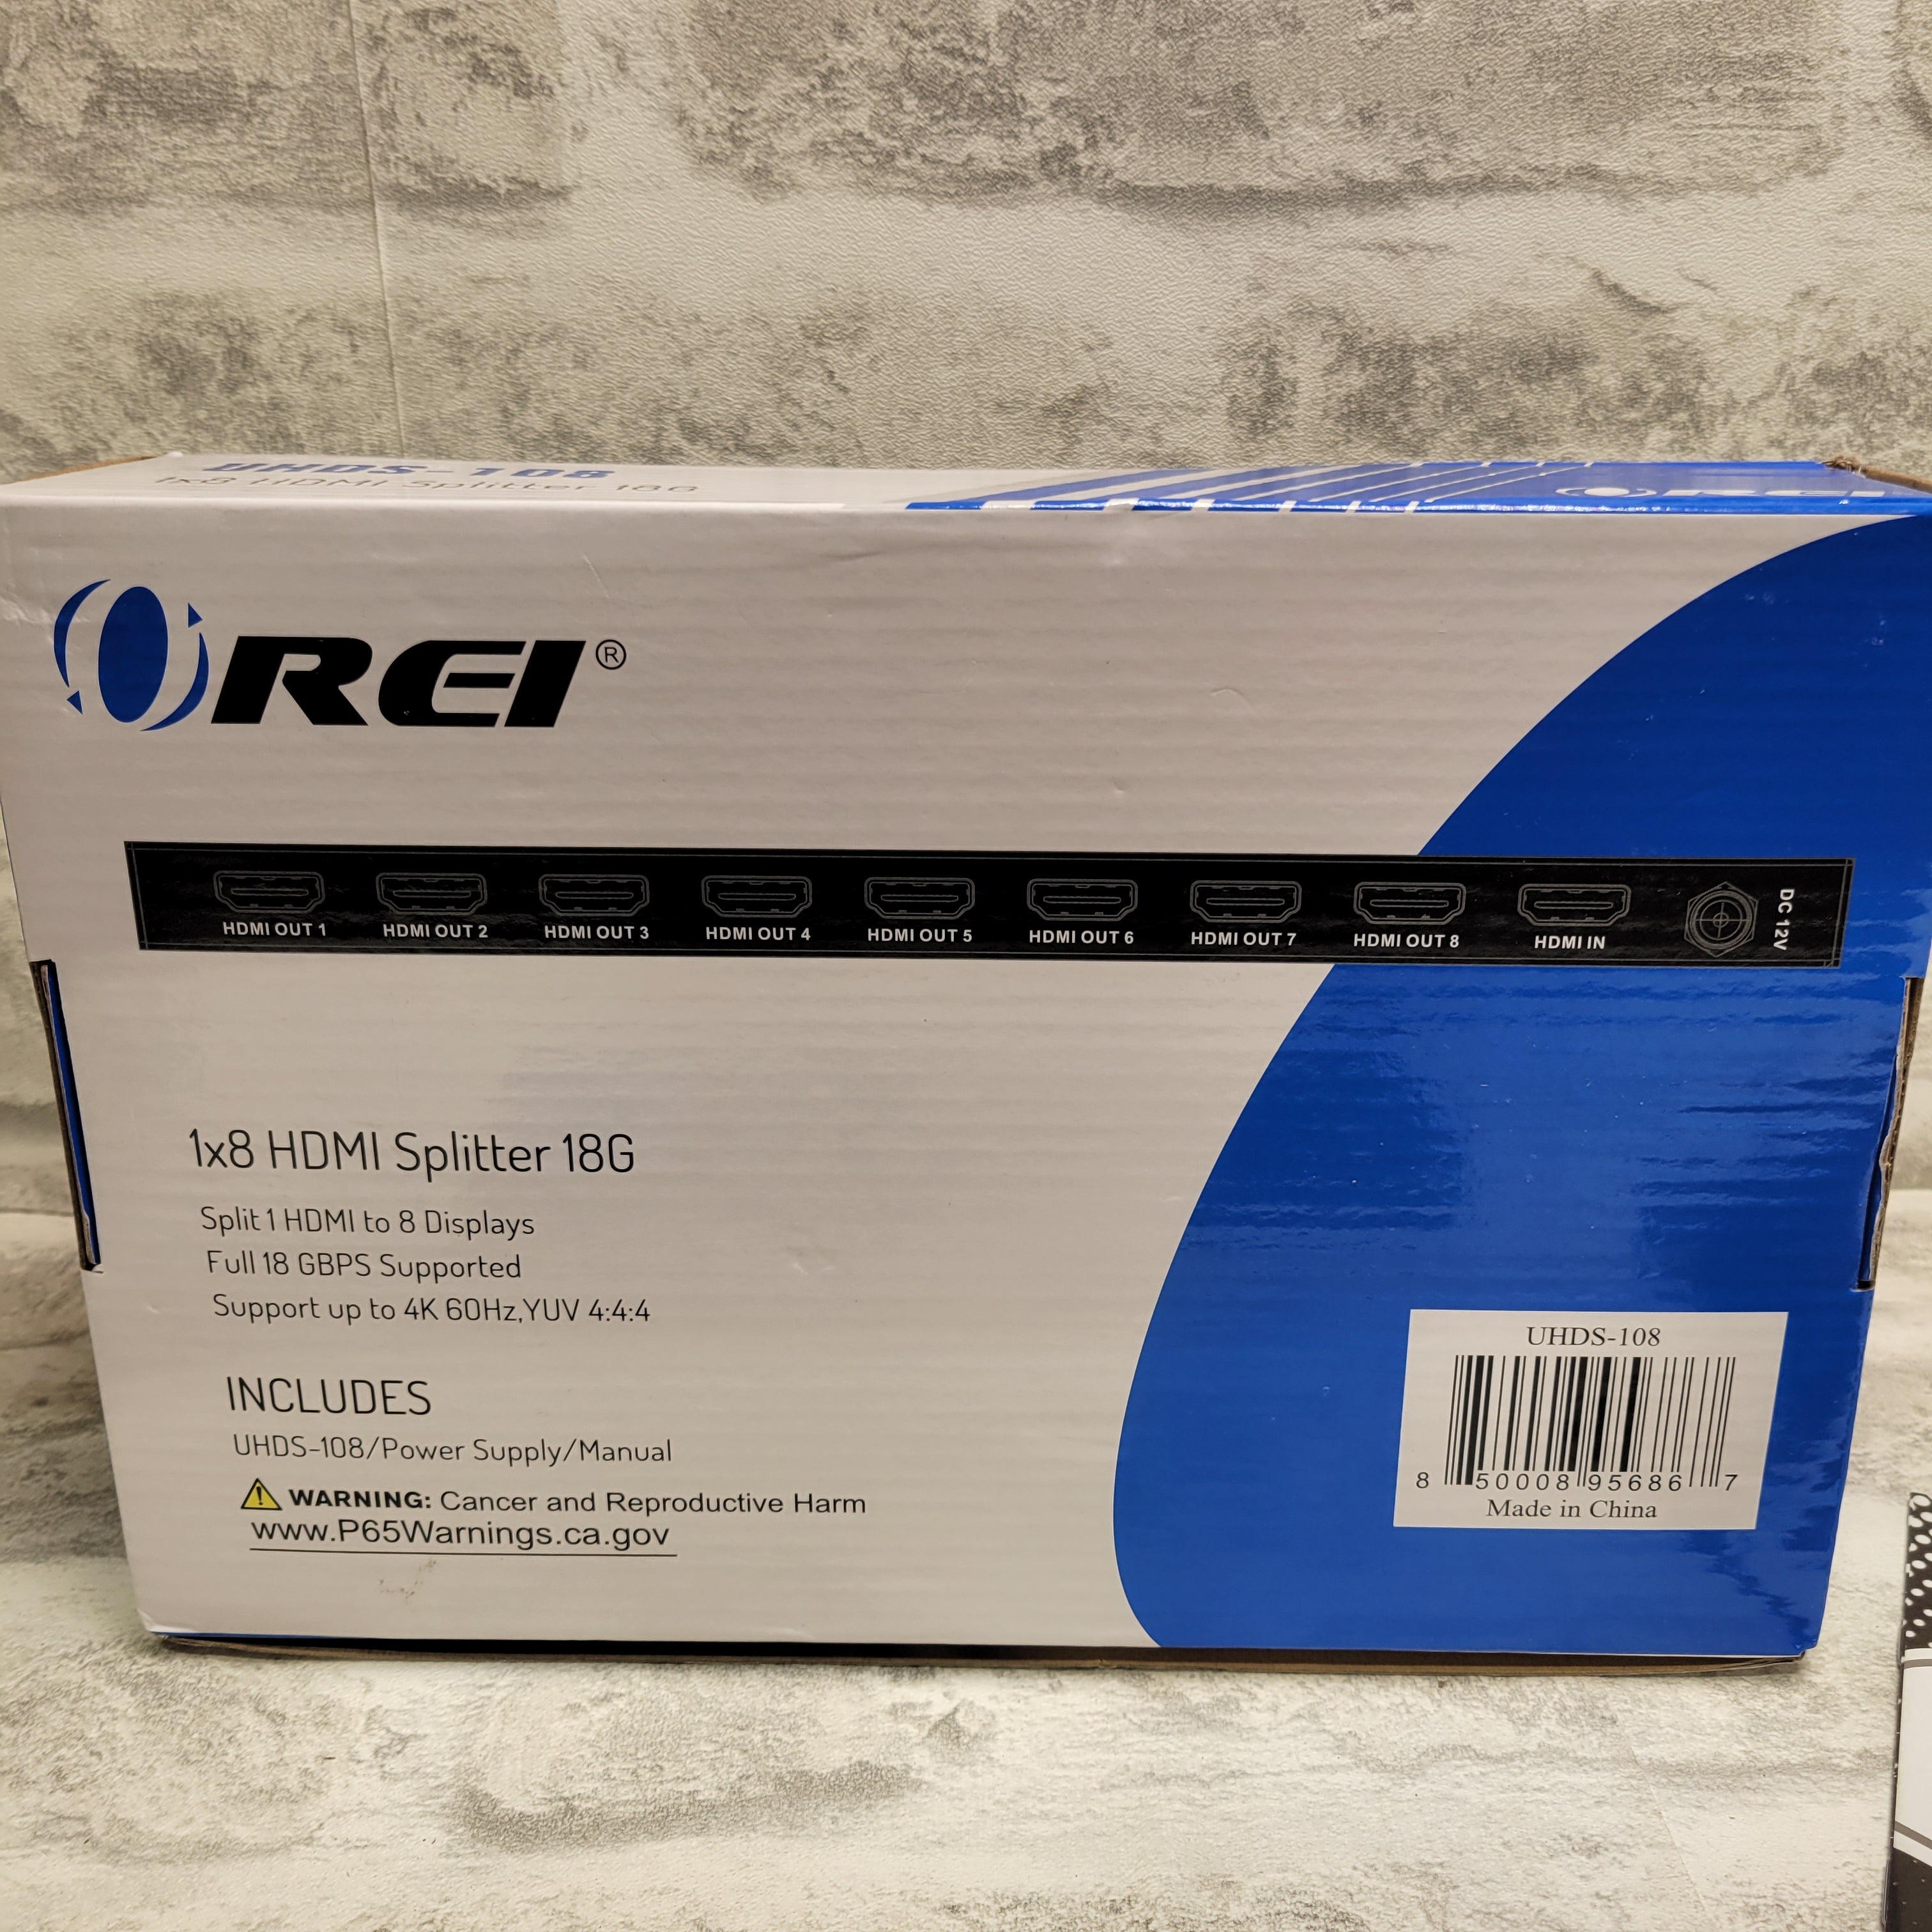 UHDS-108
1x8 HDMI Splitter 18G
OREI
OREI®
HDMI OUT 1 HDMI OUT 2 HDMI OUT 3 HDMI OUT 4 HDMI OUT 5 HDMI OUT 6 HDMI OUT 7 HDMI OUT 8 HDMI IN DC 12V
1x8 HDMI Splitter 18G
Split 1 HDMI to 8 Displays
Full 18 GBPS Supported
Support up to 4K 60Hz,YUV 4:4:4
INCLUDES
UHDS-108/Power Supply/Manual
WARNING: Cancer and Reproductive Harm
www.P65Warnings.ca.gov
UHDS-108
8 50008 95686 7
Made in China